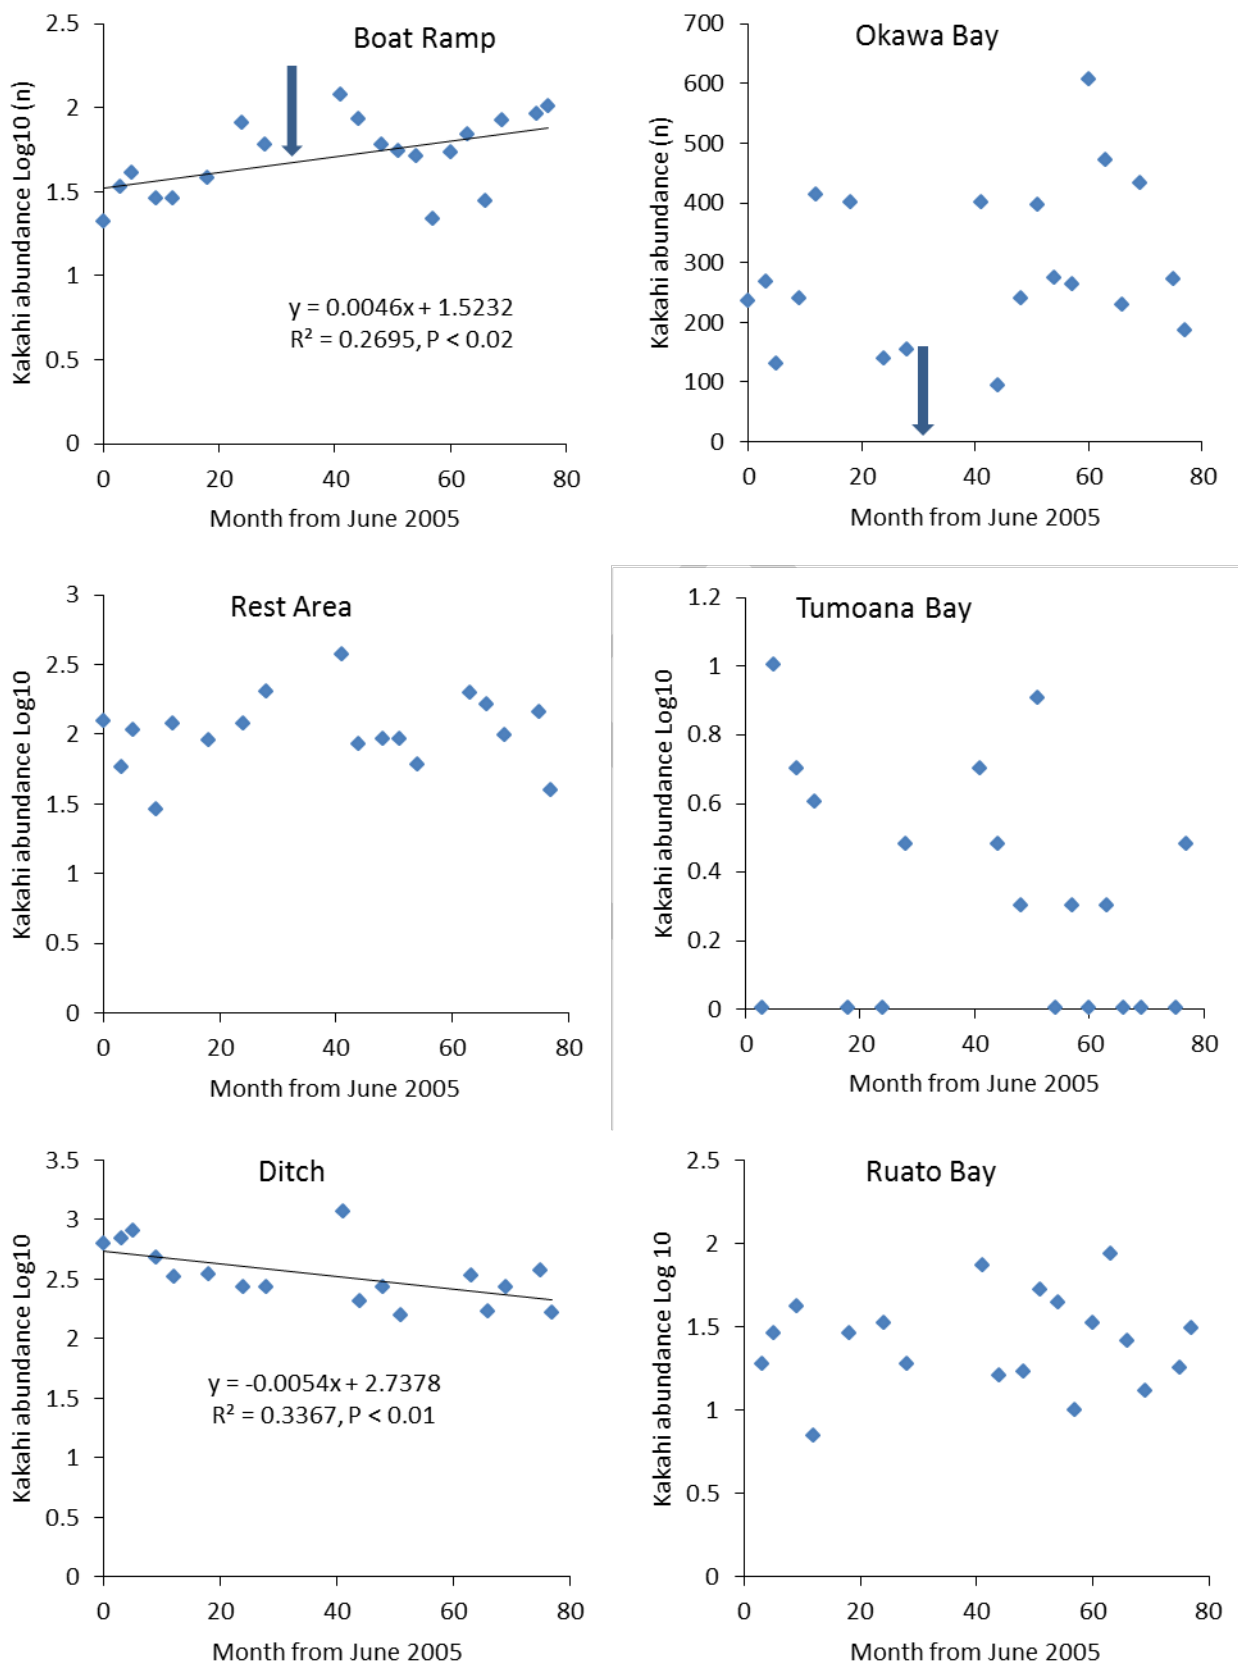 Boat Ramp
Kakahi abundance Log10 (n)
2.5
2
1.5
1
0.5
0
y = 0.0046x + 1.5232
R² = 0.2695, P < 0.02
0 20 40 60 80
Month from June 2005
Okawa Bay
Kakahi abundance (n)
700
600
500
400
300
200
100
0
0 20 40 60 80
Month from June 2005
Rest Area
Kakahi abundance Log10
3
2.5
2
1.5
1
0.5
0
0 20 40 60 80
Month from June 2005
Tumoana Bay
Kakahi abundance Log10
1.2
1
0.8
0.6
0.4
0.2
0
0 20 40 60 80
Month from June 2005
Ditch
Kakahi abundance Log10
3.5
3
2.5
2
1.5
1
0.5
0
y = -0.0054x + 2.7378
R² = 0.3367, P < 0.01
0 20 40 60 80
Month from June 2005
Ruato Bay
Kakahi abundance Log 10
2.5
2
1.5
1
0.5
0
0 20 40 60 80
Month from June 2005